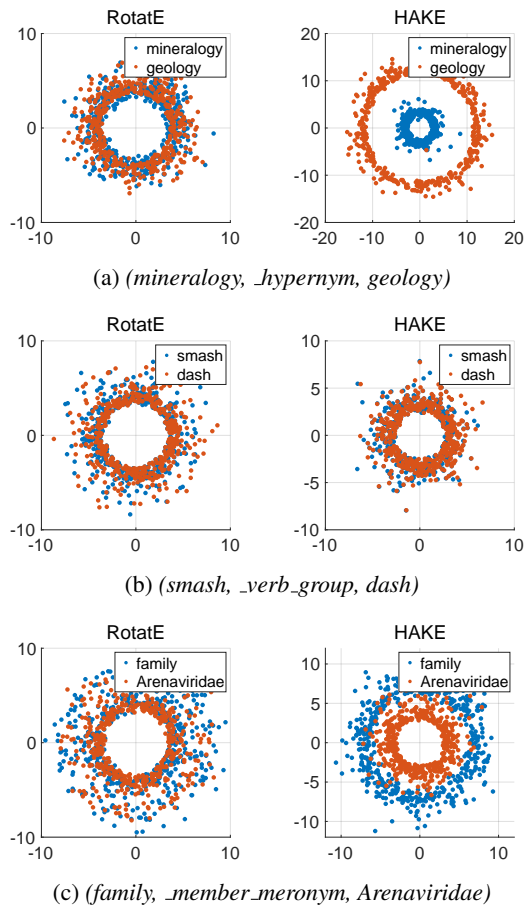 RotatE
HAKE
10
0
-10
-10 0 10
mineralogy
geology
20
10
0
-10
-20
-20 -10 0 10 20
mineralogy
geology
(a) (mineralogy, _hypernym, geology)
RotatE
HAKE
10
0
-10
-10 0 10
smash
dash
10
5
0
-5
-10
-10 0 10
smash
dash
(b) (smash, _verb_group, dash)
RotatE
HAKE
10
0
-10
-10 0 10
family
Arenaviridae
10
5
0
-5
-10
-10 0 10
family
Arenaviridae
(c) (family, _member_meronym, Arenaviridae)